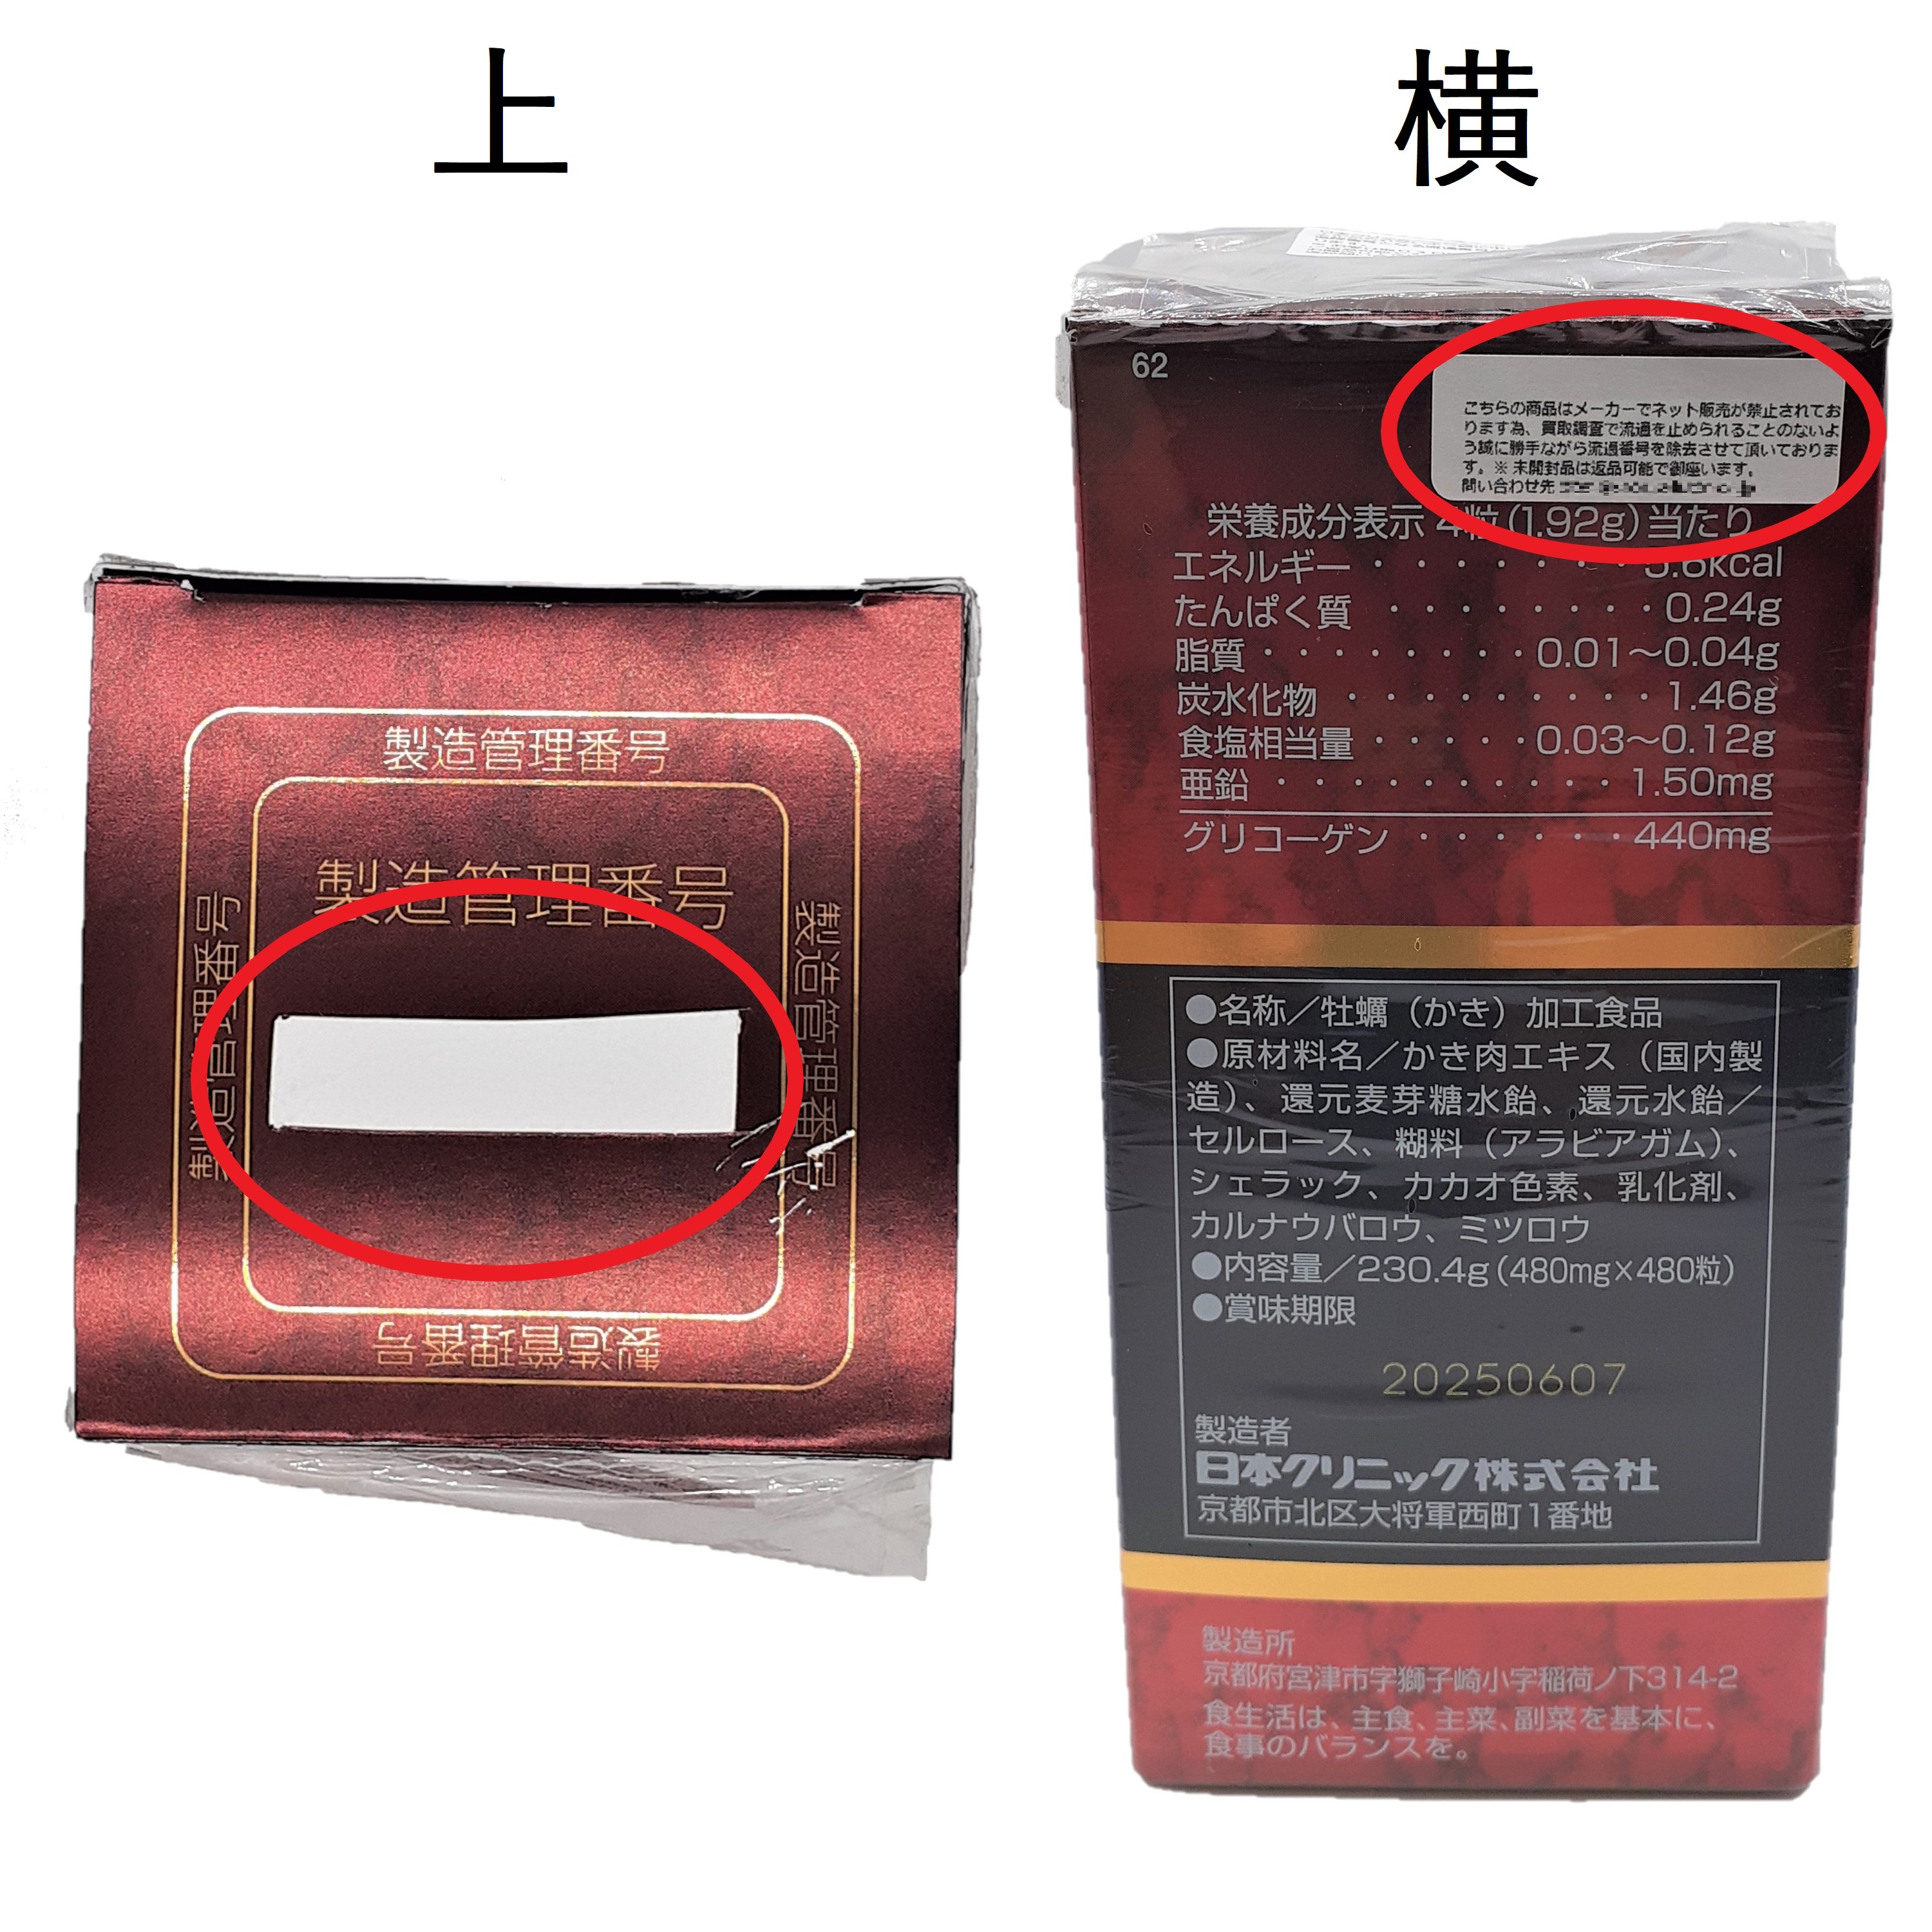 上
横
製造管理番号
製造管理番号
製造管理番号
製造管理番号
製造管理番号
62
こちらの商品はメーカーでネット販売が禁止されてお
ります為、買取調査で流通を止められることのないよ
う誠に勝手ながら流通番号を除去させて頂いておりま
す。※ 未開封品は返品可能で御座います。
問い合わせ先
栄養成分表示 4粒(1.92g)当たり
エネルギー・・・・・・・5.6kcal
たんぱく質・・・・・・・・0.24g
脂質・・・・・・・・0.01〜0.04g
炭水化物・・・・・・・・・1.46g
食塩相当量・・・・・0.03〜0.12g
亜鉛・・・・・・・・・・1.50mg
グリコーゲン・・・・・・440mg
●名称／牡蠣（かき）加工食品
●原材料名／かき肉エキス（国内製
造）、還元麦芽糖水飴、還元水飴／
セルロース、糊料（アラビアガム）、
シェラック、カカオ色素、乳化剤、
カルナウバロウ、ミツロウ
●内容量／230.4g(480mg×480粒)
●賞味期限
20250607
製造者
日本クリニック株式会社
京都市北区大将軍西町1番地
製造所
京都府宮津市字獅子崎小字稲荷ノ下314-2
食生活は、主食、主菜、副菜を基本に、
食事のバランスを。